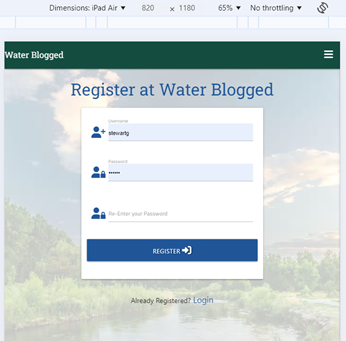 Dimensions: iPad Air ▼ 820 × 1180 65% ▼ No throttling ▼
Water Blogged
Register at Water Blogged
Username
stewartg
Password
••••••
Re-Enter your Password
REGISTER
Already Registered? Login